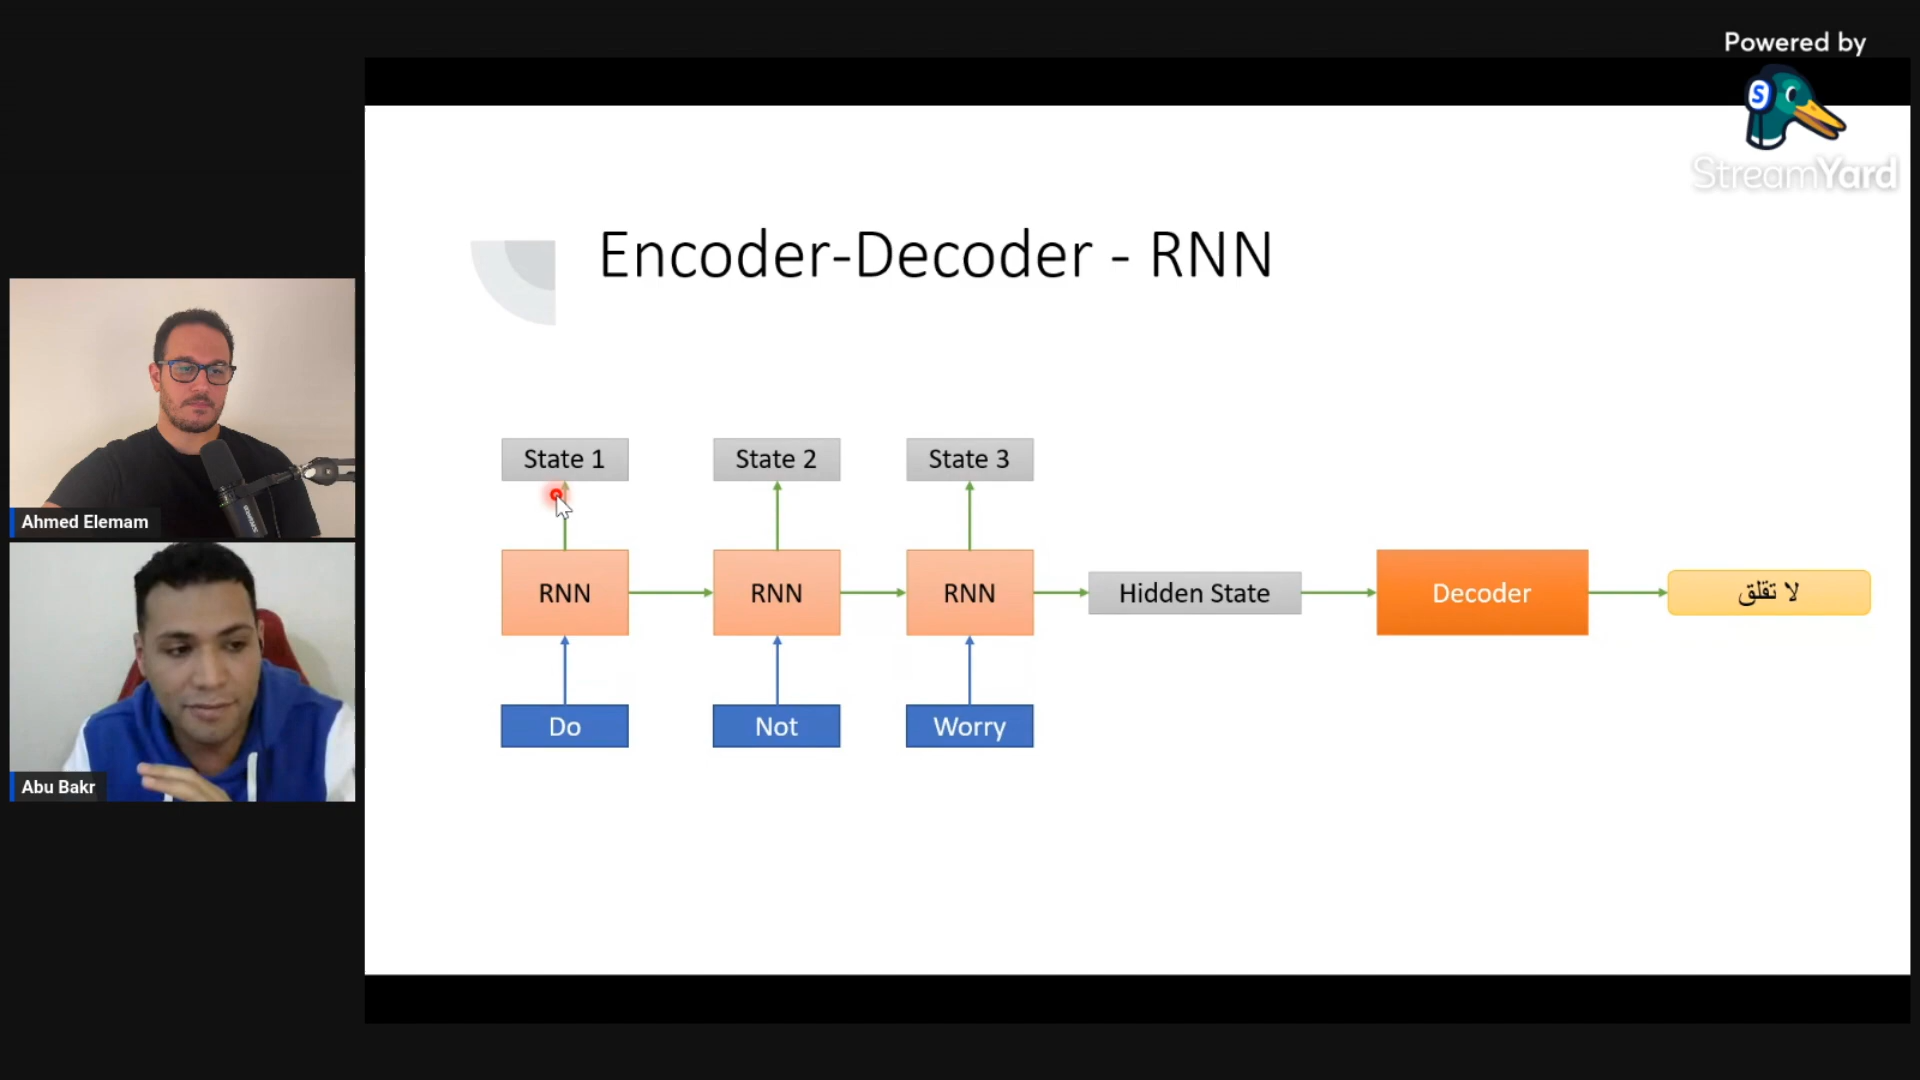 Powered by
StreamYard
Encoder-Decoder - RNN
State 1
State 2
State 3
RNN
RNN
RNN
Hidden State
Decoder
لا تقلق
Do
Not
Worry
Ahmed Elemam
Abu Bakr